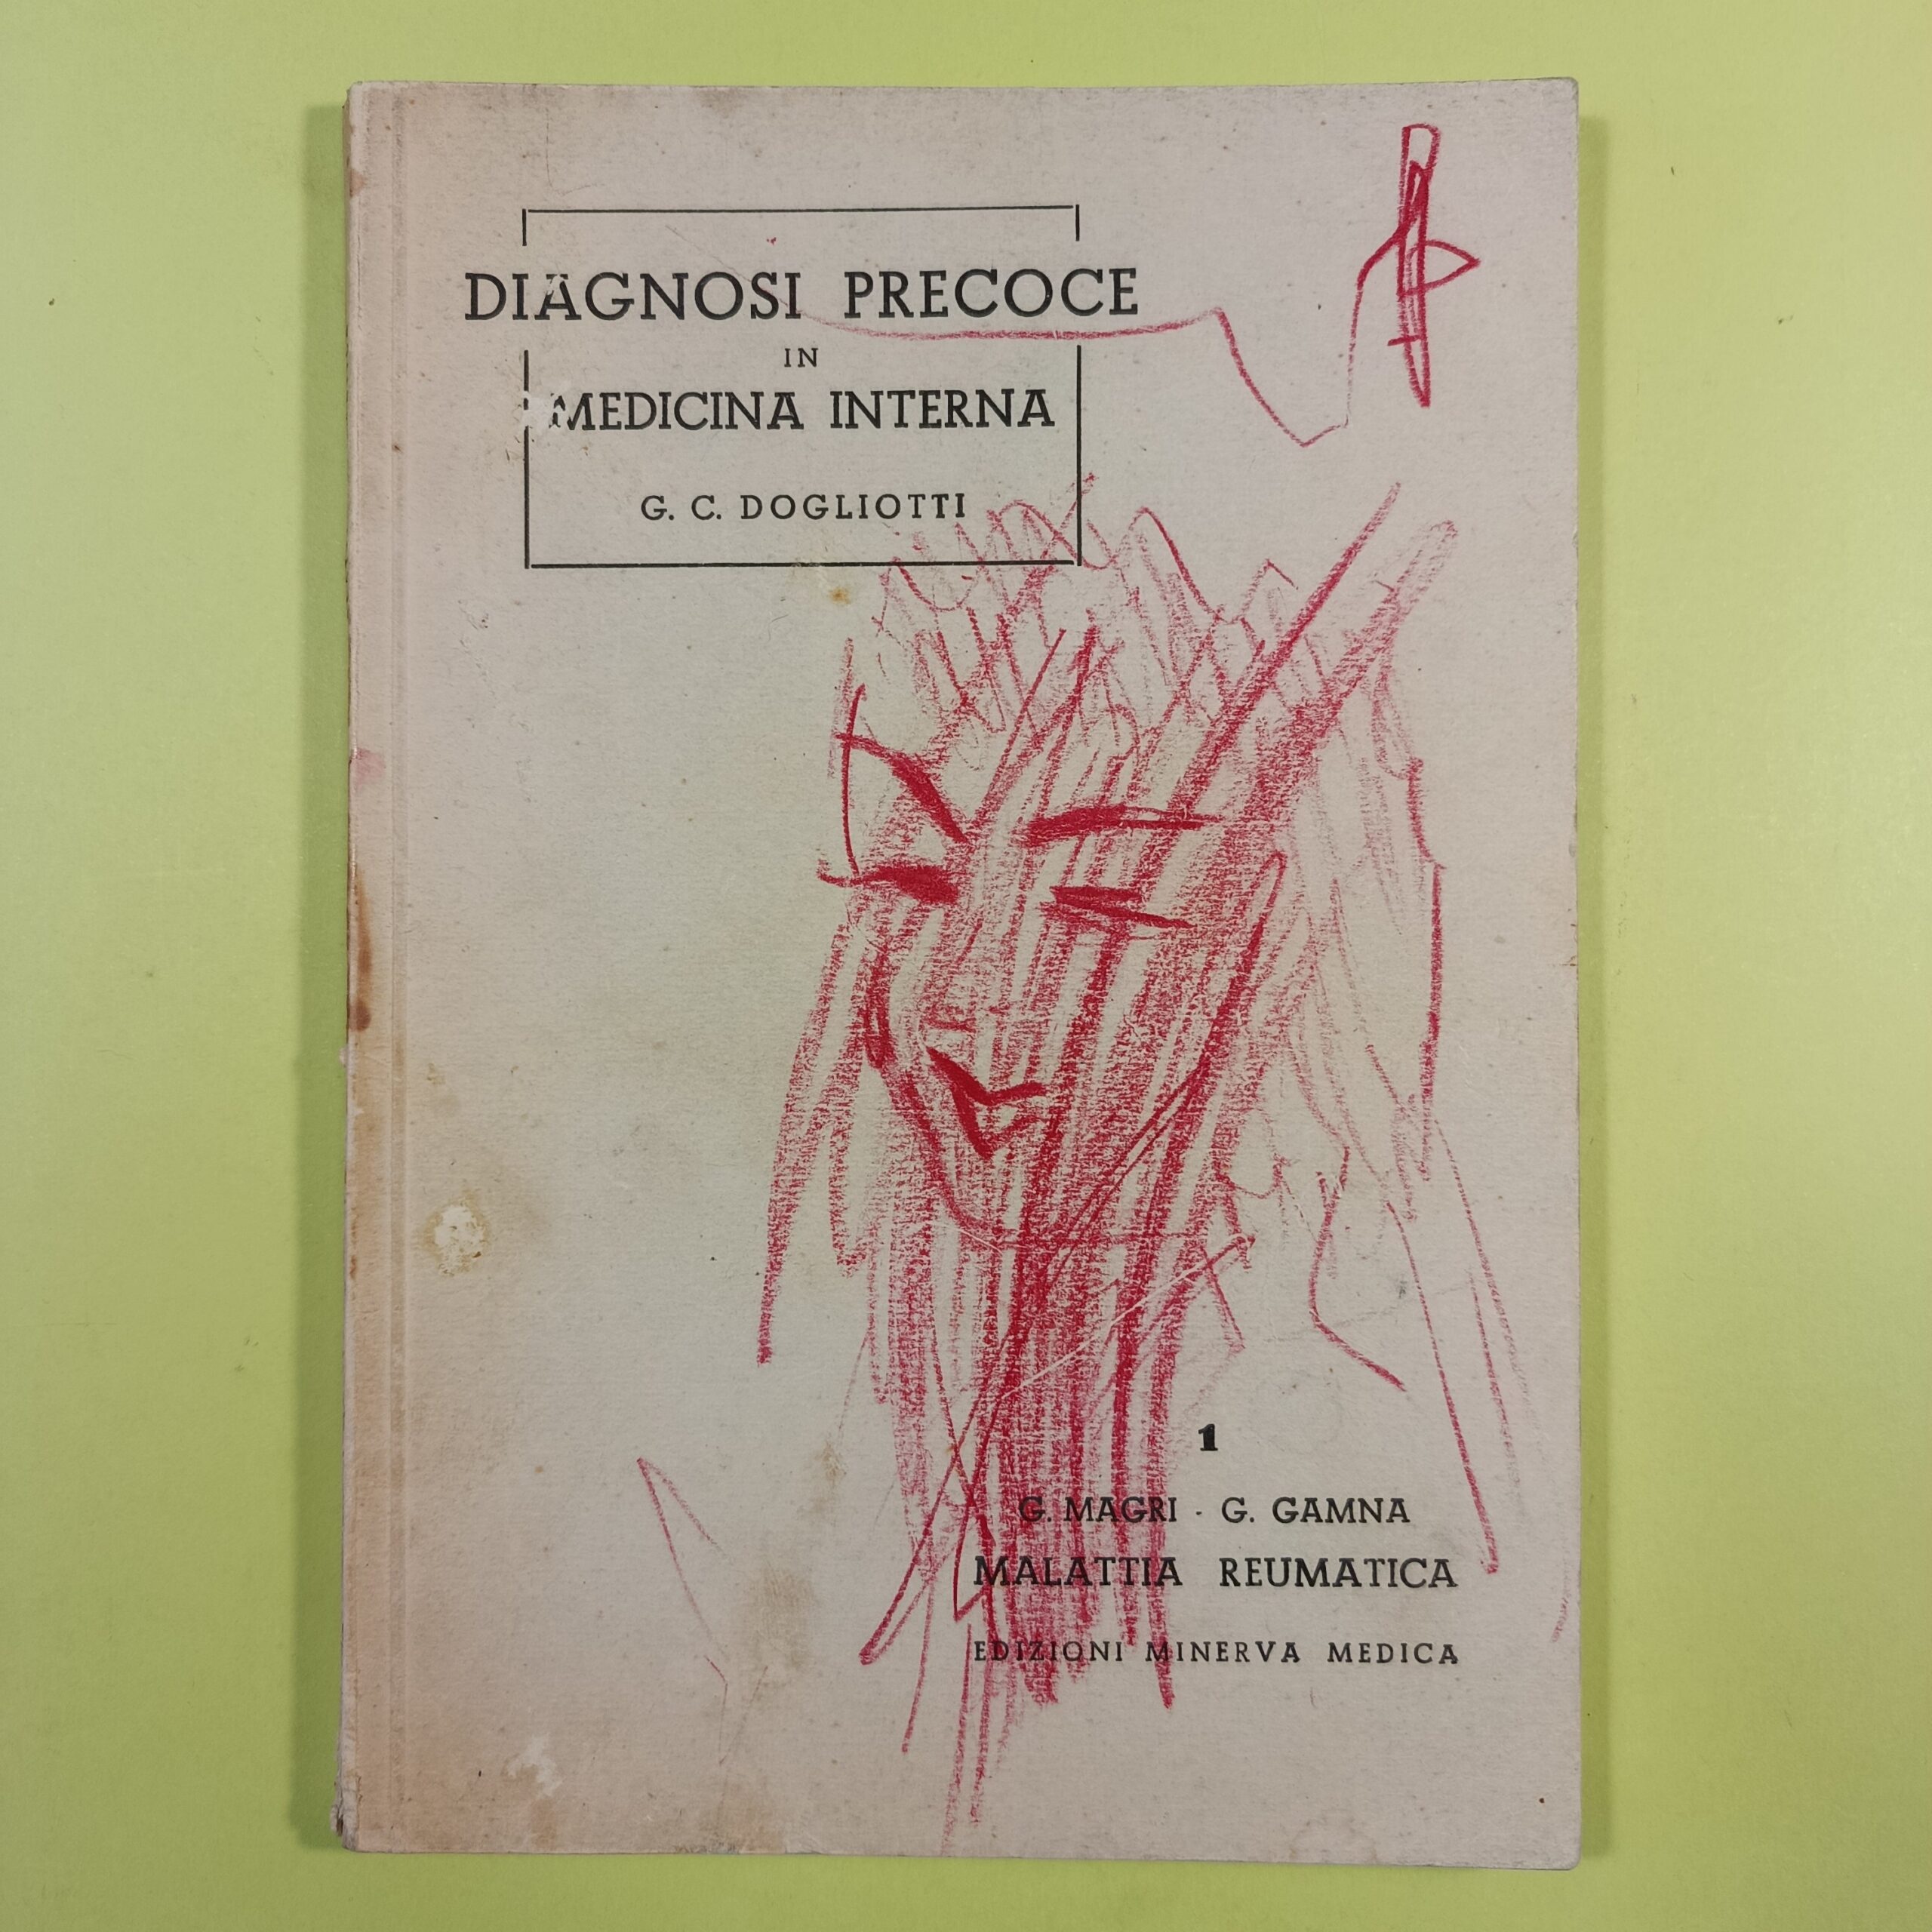 DIAGNOSI PRECOCE
IN
MEDICINA INTERNA
G. C. DOGLIOTTI
1
G. MAGRI · G. GAMNA
MALATTIA REUMATICA
EDIZIONI MINERVA MEDICA